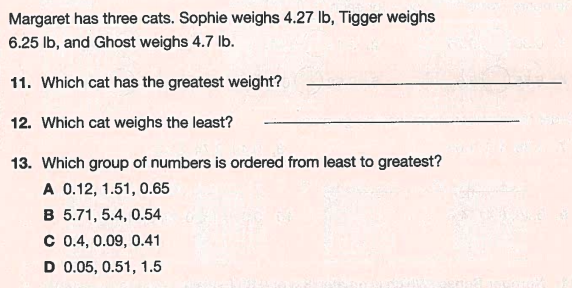 Margaret has three cats. Sophie weighs 4.27 lb, Tigger weighs
6.25 lb, and Ghost weighs 4.7 lb.
11. Which cat has the greatest weight?
12. Which cat weighs the least?
13. Which group of numbers is ordered from least to greatest?
A 0.12, 1.51, 0.65
B 5.71, 5.4, 0.54
C 0.4, 0.09, 0.41
D 0.05, 0.51, 1.5